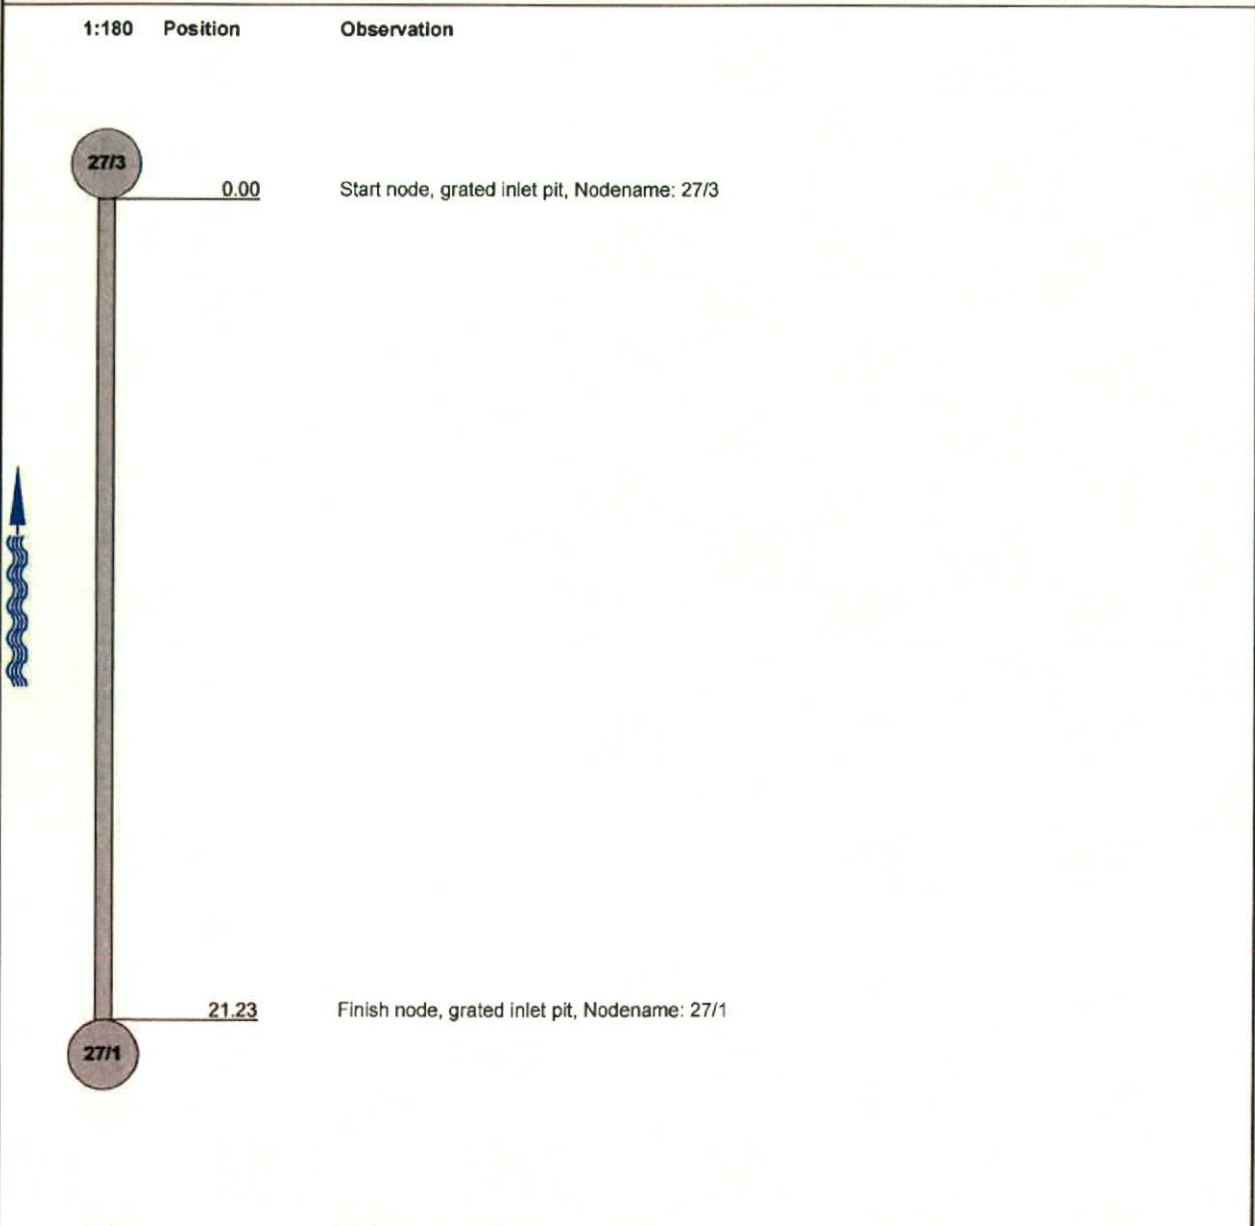 1:180 Position Observation
27/3
0.00 Start node, grated inlet pit, Nodename: 27/3
21.23 Finish node, grated inlet pit, Nodename: 27/1
27/1